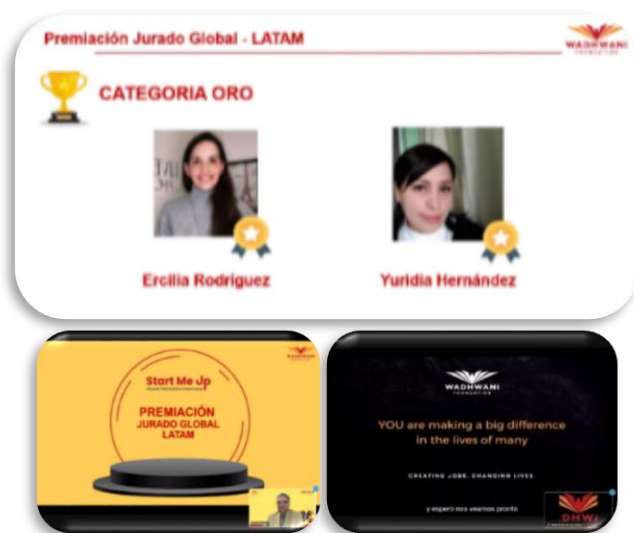 Premiación Jurado Global - LATAM
WADHWANI
FOUNDATION
CATEGORIA ORO
Ercilia Rodriguez
Yuridia Hernández
Start Me Up
PREMIACIÓN
JURADO GLOBAL
LATAM
WADHWANI
FOUNDATION
YOU are making a big difference
in the lives of many
CREATING JOBS. CHANGING LIVES.
y espero nos veamos pronto
DHW